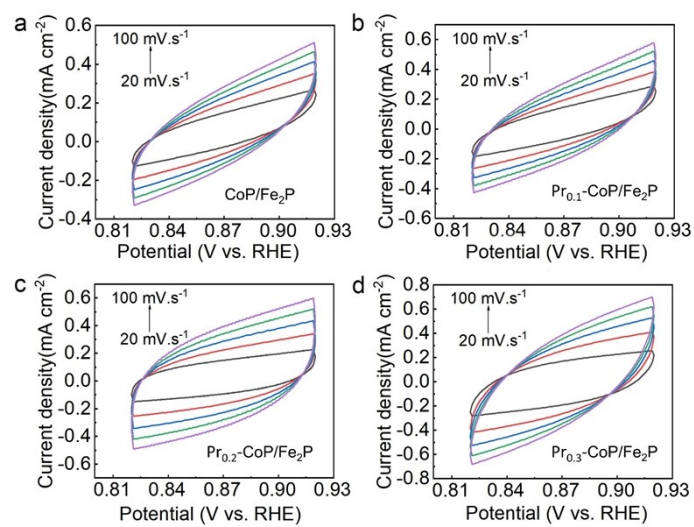 a
Current density(mA cm⁻²)
0.6
0.4
0.2
0.0
-0.2
-0.4
100 mV.s⁻¹
20 mV.s⁻¹
CoP/Fe₂P
0.81 0.84 0.87 0.90 0.93
Potential (V vs. RHE)
b
Current density(mA cm⁻²)
0.6
0.4
0.2
0.0
-0.2
-0.4
-0.6
100 mV.s⁻¹
20 mV.s⁻¹
Pr₀.₁-CoP/Fe₂P
0.81 0.84 0.87 0.90 0.93
Potential (V vs. RHE)
c
Current density(mA cm⁻²)
0.6
0.4
0.2
0.0
-0.2
-0.4
-0.6
100 mV.s⁻¹
20 mV.s⁻¹
Pr₀.₂-CoP/Fe₂P
0.81 0.84 0.87 0.90 0.93
Potential (V vs. RHE)
d
Current density(mA cm⁻²)
0.8
0.6
0.4
0.2
0.0
-0.2
-0.4
-0.6
0.8
100 mV.s⁻¹
20 mV.s⁻¹
Pr₀.₃-CoP/Fe₂P
0.81 0.84 0.87 0.90 0.93
Potential (V vs. RHE)